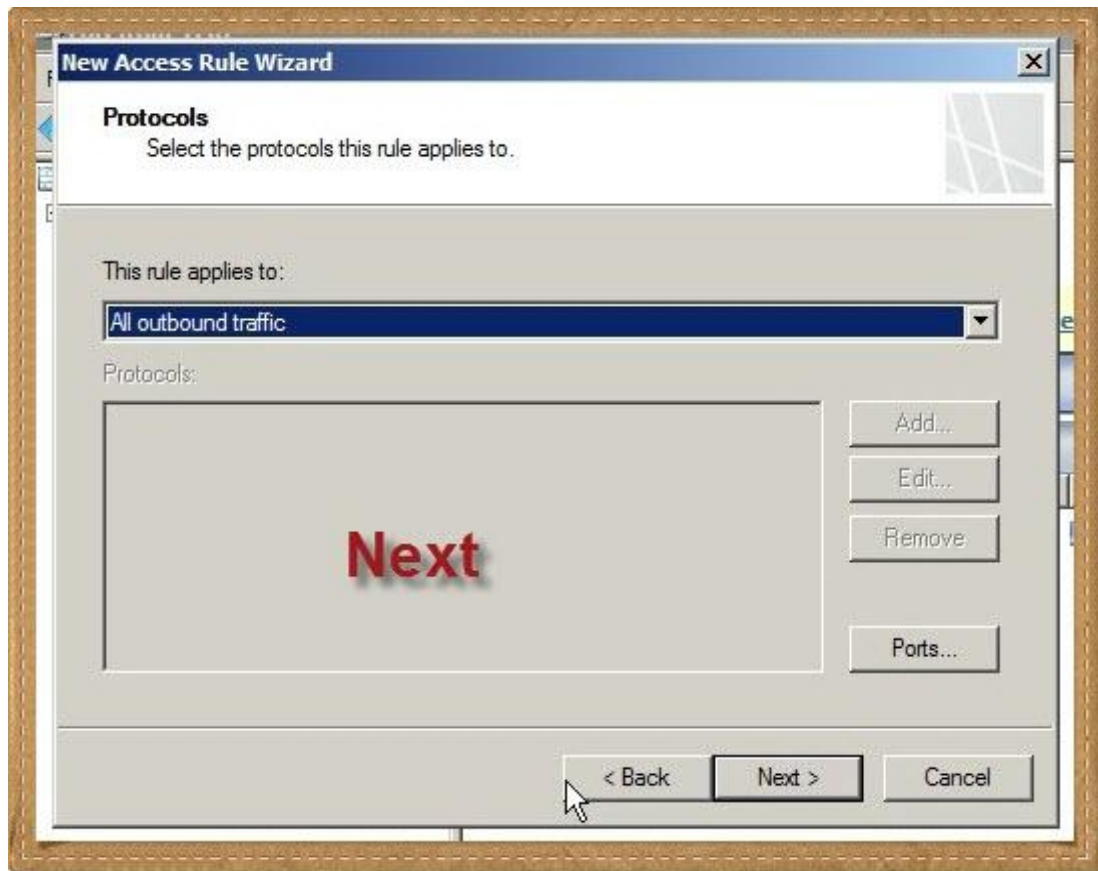 New Access Rule Wizard
Protocols
Select the protocols this rule applies to.
This rule applies to:
All outbound traffic
Protocols:
Add...
Edit...
Remove
Next
Ports...
< Back
Next >
Cancel